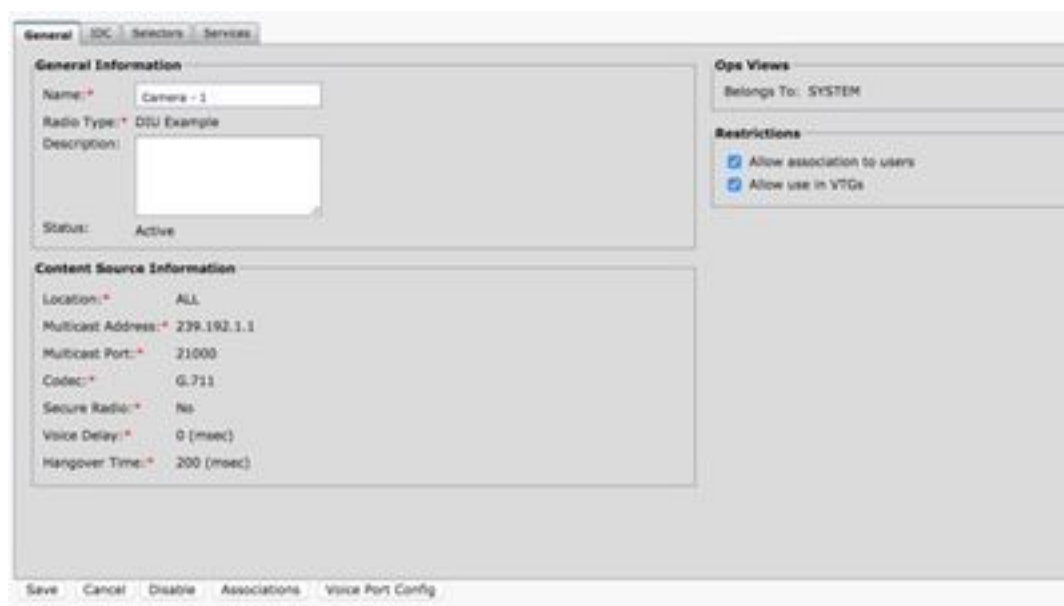 General IDC Selectors Services
General Information
Name:* Camera - 1
Radio Type:* DIU Example
Description:
Status: Active
Content Source Information
Location:* ALL
Multicast Address:* 239.192.1.1
Multicast Port:* 21000
Codec:* G.711
Secure Radio:* No
Voice Delay:* 0 (msec)
Hangover Time:* 200 (msec)
Ops Views
Belongs To: SYSTEM
Restrictions
Allow association to users
Allow use in VTGs
Save Cancel Disable Associations Voice Port Config